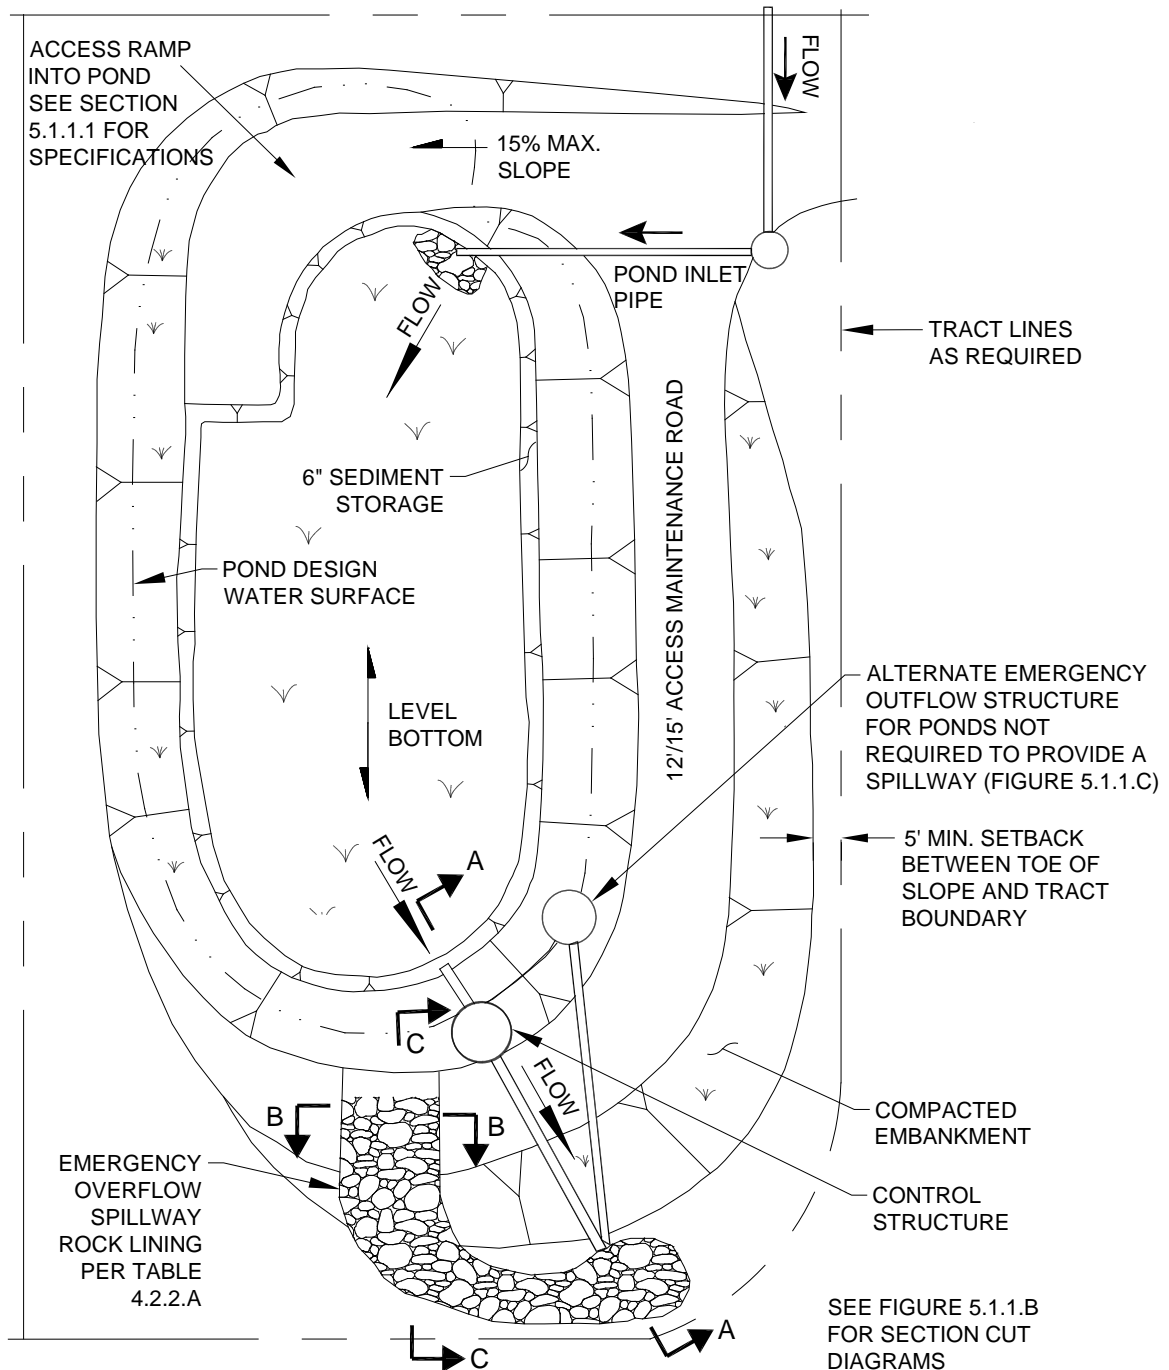 ACCESS RAMP
INTO POND
SEE SECTION
5.1.1.1 FOR
SPECIFICATIONS
FLOW
15% MAX.
SLOPE
POND INLET
PIPE
FLOW
TRACT LINES
AS REQUIRED
12'/15' ACCESS MAINTENANCE ROAD
6" SEDIMENT
STORAGE
POND DESIGN
WATER SURFACE
LEVEL
BOTTOM
ALTERNATE EMERGENCY
OUTFLOW STRUCTURE
FOR PONDS NOT
REQUIRED TO PROVIDE A
SPILLWAY (FIGURE 5.1.1.C)
5' MIN. SETBACK
BETWEEN TOE OF
SLOPE AND TRACT
BOUNDARY
FLOW
A
C
FLOW
B
B
COMPACTED
EMBANKMENT
EMERGENCY
OVERFLOW
SPILLWAY
ROCK LINING
PER TABLE
4.2.2.A
CONTROL
STRUCTURE
A
C
SEE FIGURE 5.1.1.B
FOR SECTION CUT
DIAGRAMS